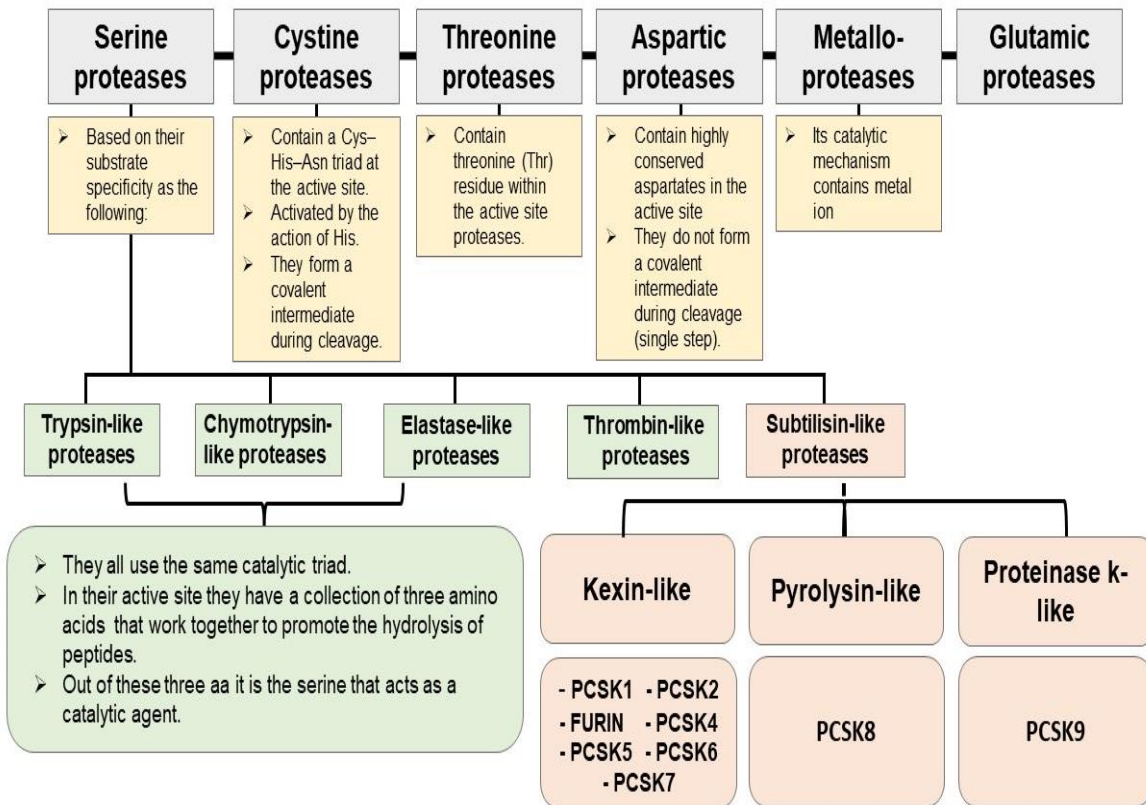 Serine
proteases
Cystine
proteases
Threonine
proteases
Aspartic
proteases
Metallo-
proteases
Glutamic
proteases
➢ Based on their
substrate
specificity as the
following:
➢ Contain a Cys–
His–Asn triad at
the active site.
➢ Activated by the
action of His.
➢ They form a
covalent
intermediate
during cleavage.
➢ Contain
threonine (Thr)
residue within
the active site
proteases.
➢ Contain highly
conserved
aspartates in the
active site
➢ They do not form
a covalent
intermediate
during cleavage
(single step).
➢ Its catalytic
mechanism
contains metal
ion
Trypsin-like
proteases
Chymotrypsin-
like proteases
Elastase-like
proteases
Thrombin-like
proteases
Subtilisin-like
proteases
➢ They all use the same catalytic triad.
➢ In their active site they have a collection of three amino
acids that work together to promote the hydrolysis of
peptides.
➢ Out of these three aa it is the serine that acts as a
catalytic agent.
Kexin-like
Pyrolysin-like
Proteinase k-
like
- PCSK1 - PCSK2
- FURIN - PCSK4
- PCSK5 - PCSK6
- PCSK7
PCSK8
PCSK9